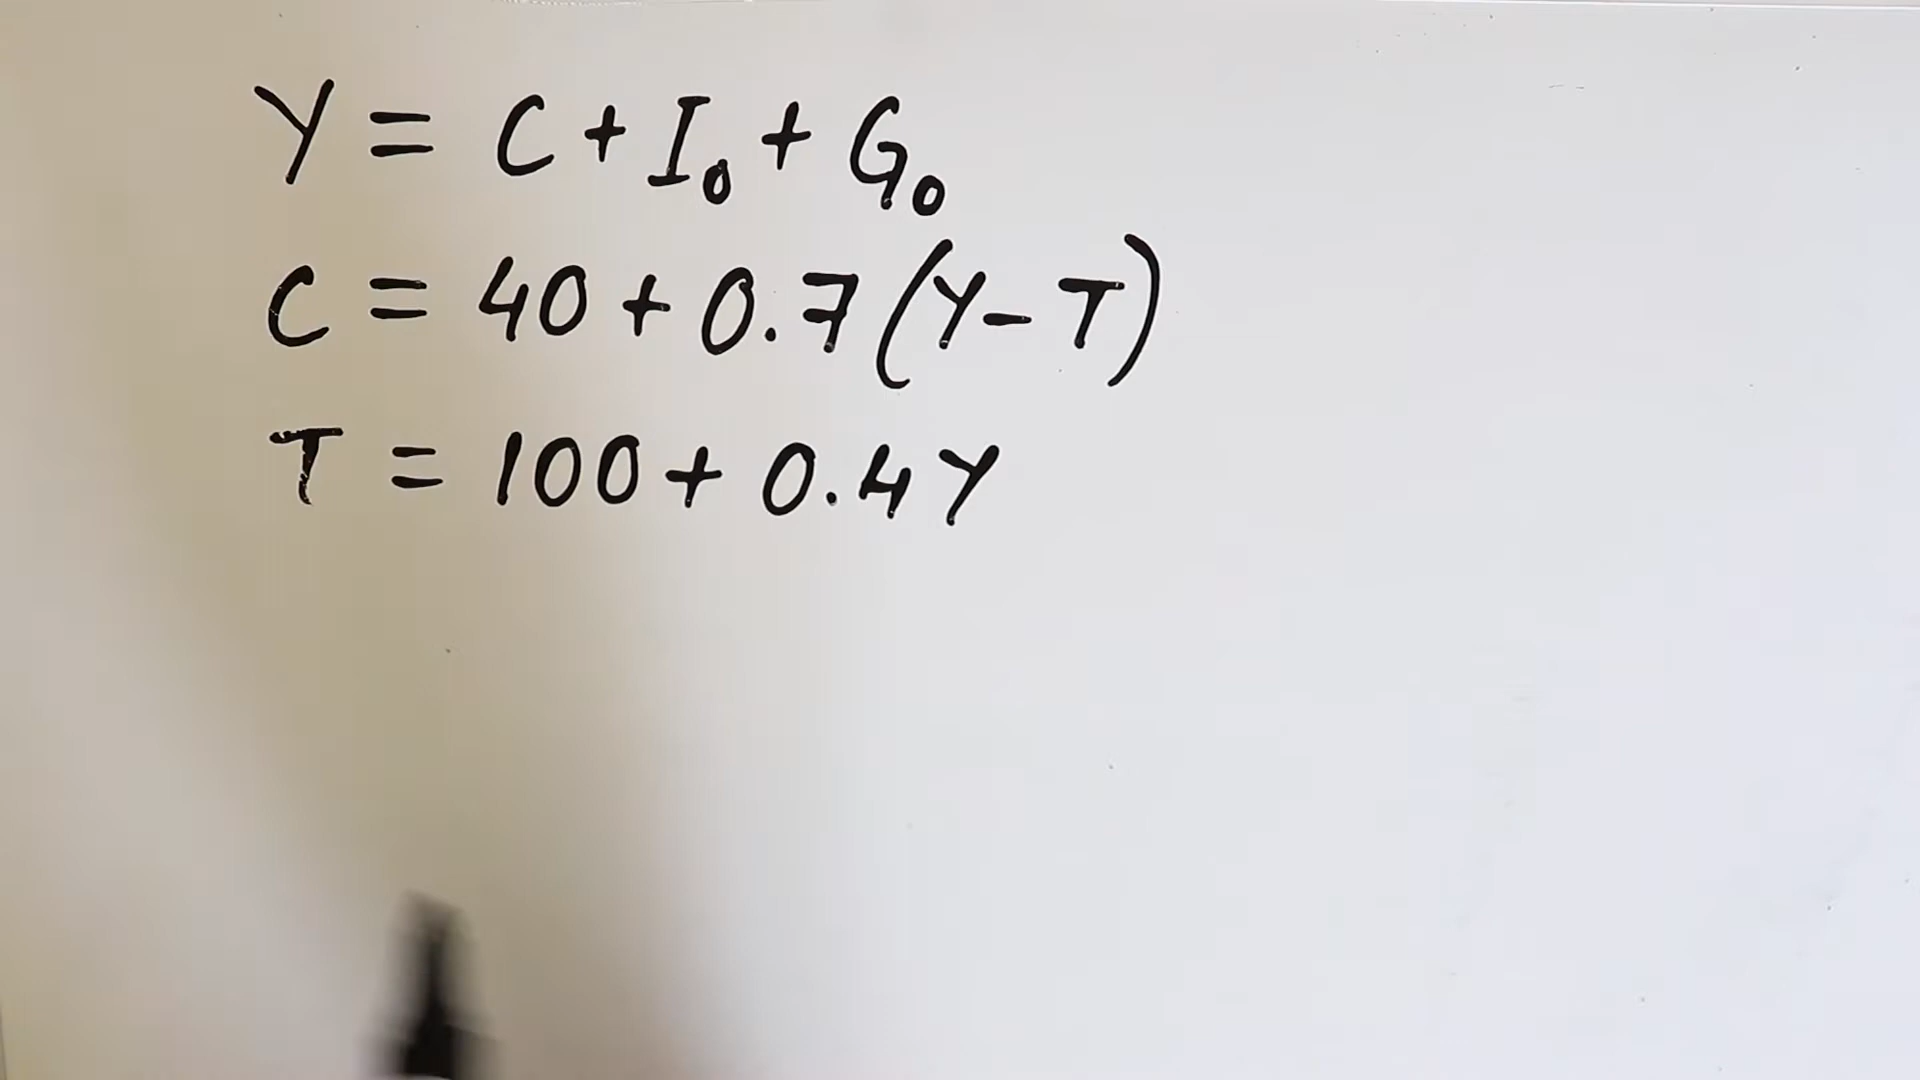 Y = C + I₀ + G₀
C = 40 + 0.7 (Y - T)
T = 100 + 0.4Y